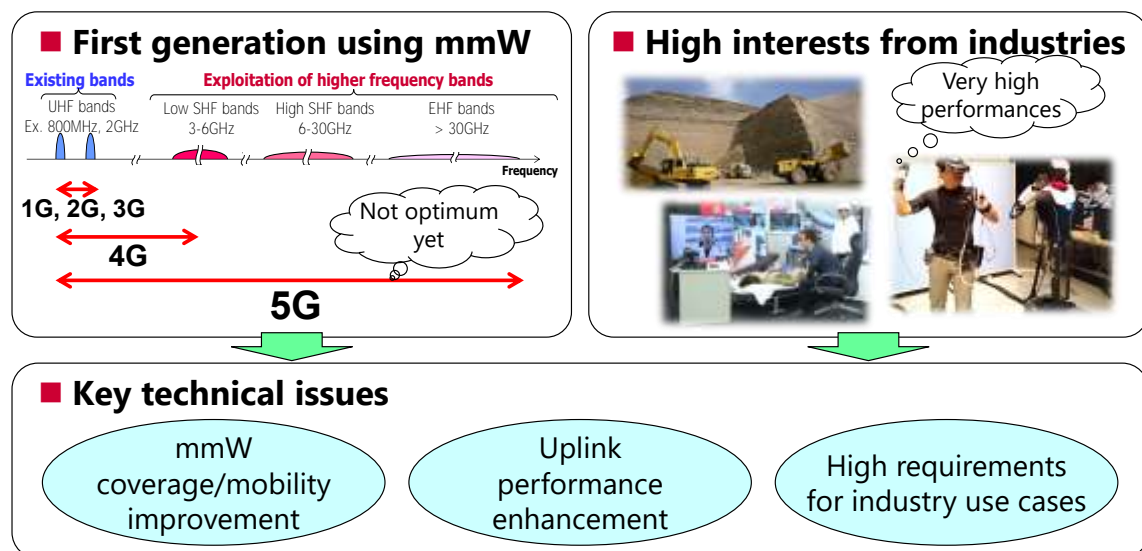 ■ First generation using mmW
Existing bands
Exploitation of higher frequency bands
UHF bands
Ex. 800MHz, 2GHz
Low SHF bands
3-6GHz
High SHF bands
6-30GHz
EHF bands
> 30GHz
Frequency
1G, 2G, 3G
4G
5G
Not optimum
yet
■ High interests from industries
Very high
performances
■ Key technical issues
mmW
coverage/mobility
improvement
Uplink
performance
enhancement
High requirements
for industry use cases